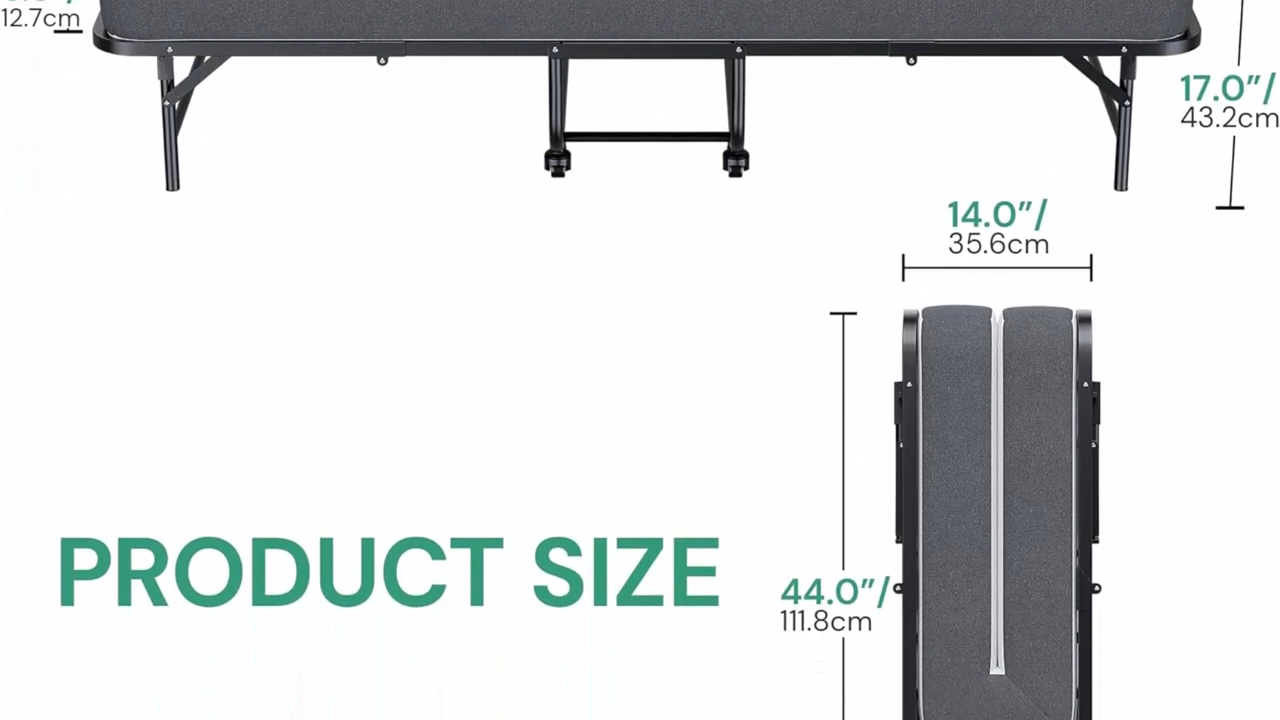 12.7cm
17.0”/
43.2cm
14.0”/
35.6cm
PRODUCT SIZE
44.0”/
111.8cm